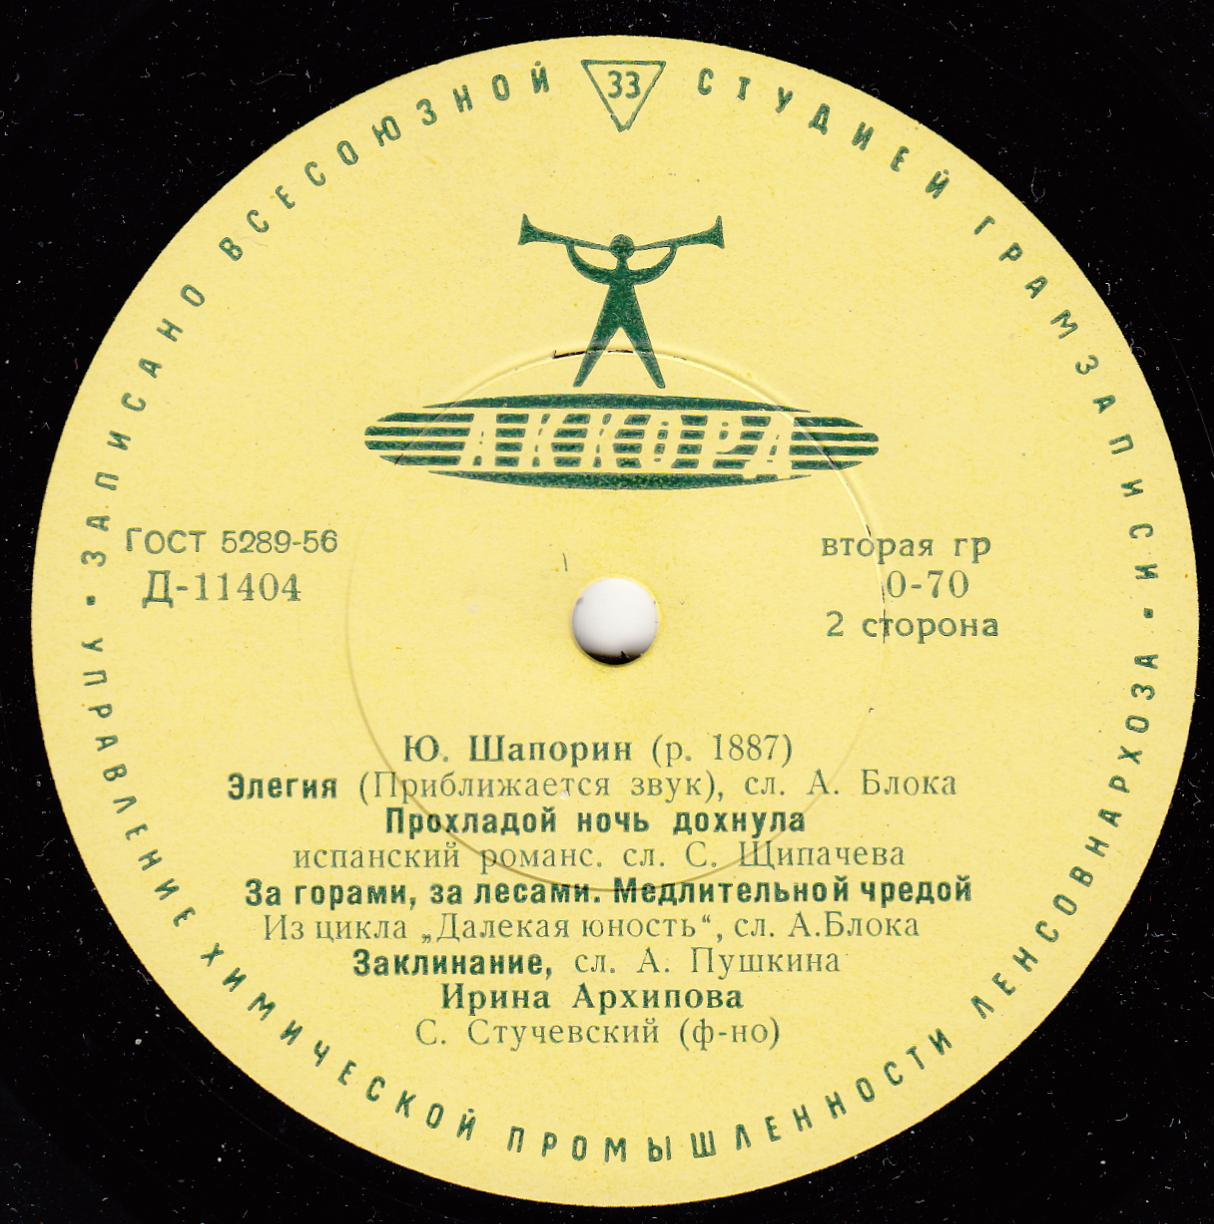 ЗАПИСАНО ВСЕСОЮЗНОЙ СТУДИЕЙ ГРАМЗАПИСИ
33
АККОРД
ГОСТ 5289-56
Д-11404
вторая гр
0-70
2 сторона
Ю. Шапорин (р. 1887)
Элегия (Приближается звук), сл. А. Блока
Прохладой ночь дохнула
испанский романс. сл. С. Щипачева
За горами, за лесами. Медлительной чредой
Из цикла „Далекая юность“, сл. А.Блока
Заклинание, сл. А. Пушкина
Ирина Архипова
С. Стучевский (ф-но)
УПРАВЛЕНИЕ ХИМИЧЕСКОЙ ПРОМЫШЛЕННОСТИ ЛЕНСОВНАРХОЗА